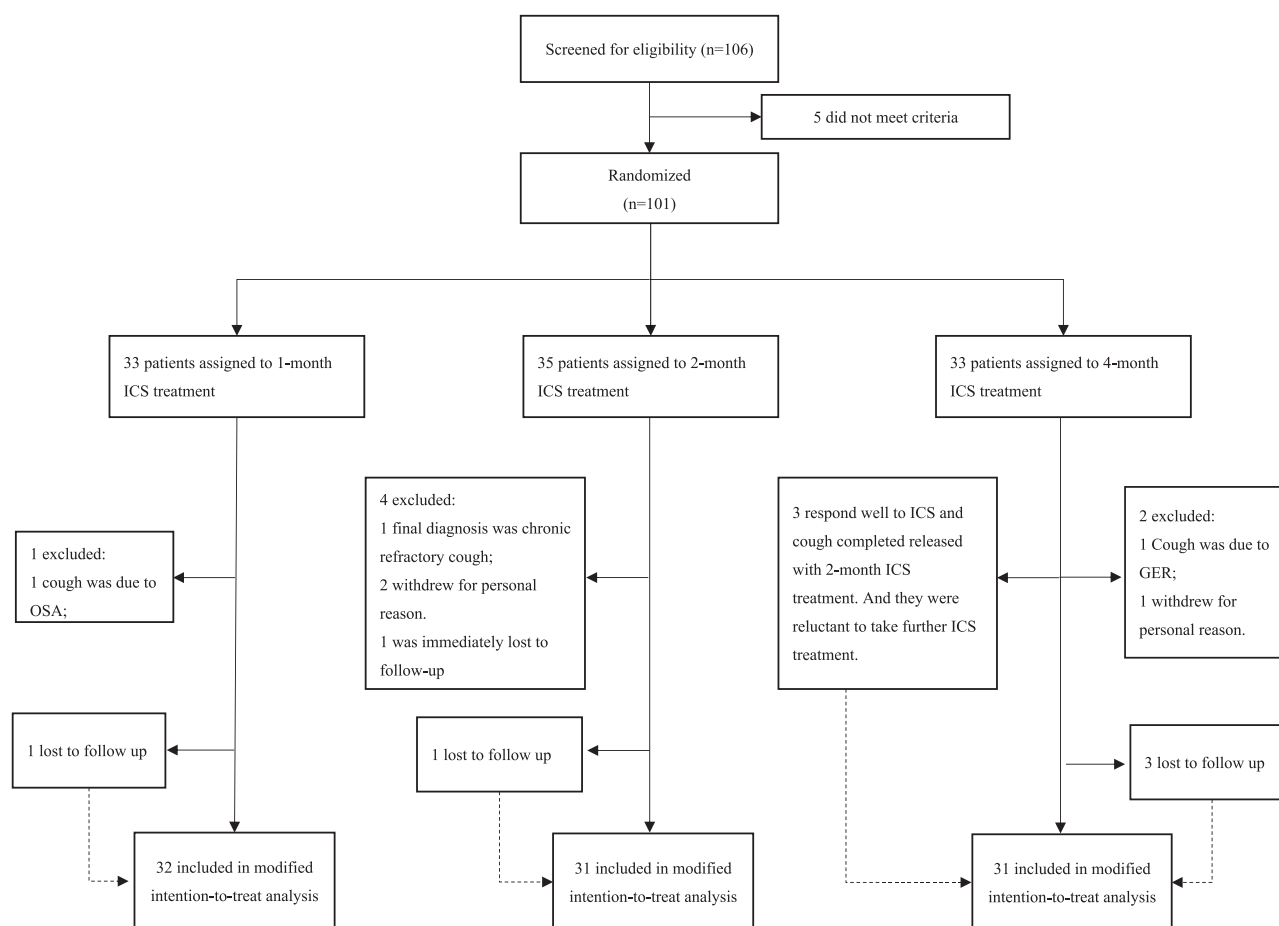 Screened for eligibility (n=106)
5 did not meet criteria
Randomized
(n=101)
33 patients assigned to 1-month
ICS treatment
35 patients assigned to 2-month
ICS treatment
33 patients assigned to 4-month
ICS treatment
1 excluded:
1 cough was due to
OSA;
4 excluded:
1 final diagnosis was chronic
refractory cough;
2 withdrew for personal
reason.
1 was immediately lost to
follow-up
3 respond well to ICS and
cough completed released
with 2-month ICS
treatment. And they were
reluctant to take further ICS
treatment.
2 excluded:
1 Cough was due to
GER;
1 withdrew for
personal reason.
1 lost to follow up
1 lost to follow up
3 lost to follow up
32 included in modified
intention-to-treat analysis
31 included in modified
intention-to-treat analysis
31 included in modified
intention-to-treat analysis